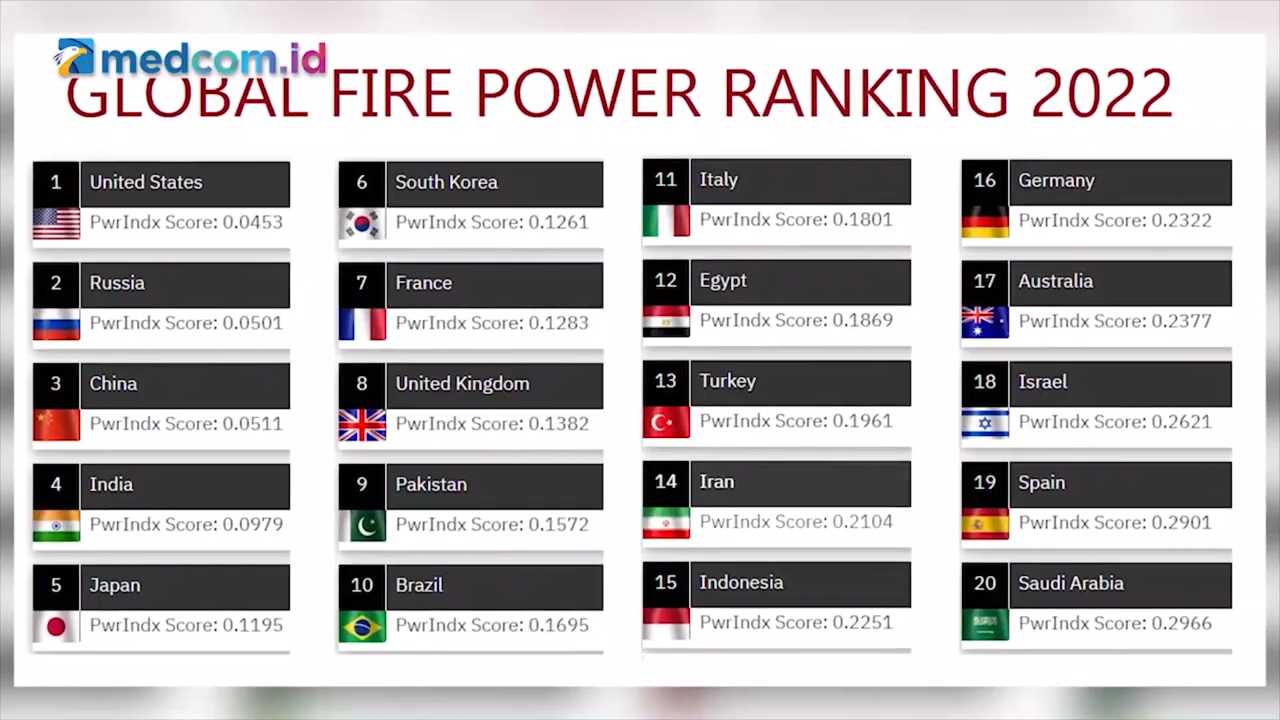 medcom.id
GLOBAL FIRE POWER RANKING 2022
1 United States
PwrIndx Score: 0.0453
2 Russia
PwrIndx Score: 0.0501
3 China
PwrIndx Score: 0.0511
4 India
PwrIndx Score: 0.0979
5 Japan
PwrIndx Score: 0.1195
6 South Korea
PwrIndx Score: 0.1261
7 France
PwrIndx Score: 0.1283
8 United Kingdom
PwrIndx Score: 0.1382
9 Pakistan
PwrIndx Score: 0.1572
10 Brazil
PwrIndx Score: 0.1695
11 Italy
PwrIndx Score: 0.1801
12 Egypt
PwrIndx Score: 0.1869
13 Turkey
PwrIndx Score: 0.1961
14 Iran
PwrIndx Score: 0.2104
15 Indonesia
PwrIndx Score: 0.2251
16 Germany
PwrIndx Score: 0.2322
17 Australia
PwrIndx Score: 0.2377
18 Israel
PwrIndx Score: 0.2621
19 Spain
PwrIndx Score: 0.2901
20 Saudi Arabia
PwrIndx Score: 0.2966